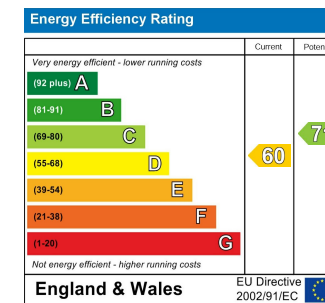 Energy Efficiency Rating
Current
Very energy efficient - lower running costs
(92 plus) A
(81-91) B
(69-80) C
(55-68) D
60
(39-54) E
(21-38) F
(1-20) G
Not energy efficient - higher running costs
England & Wales
EU Directive
2002/91/EC